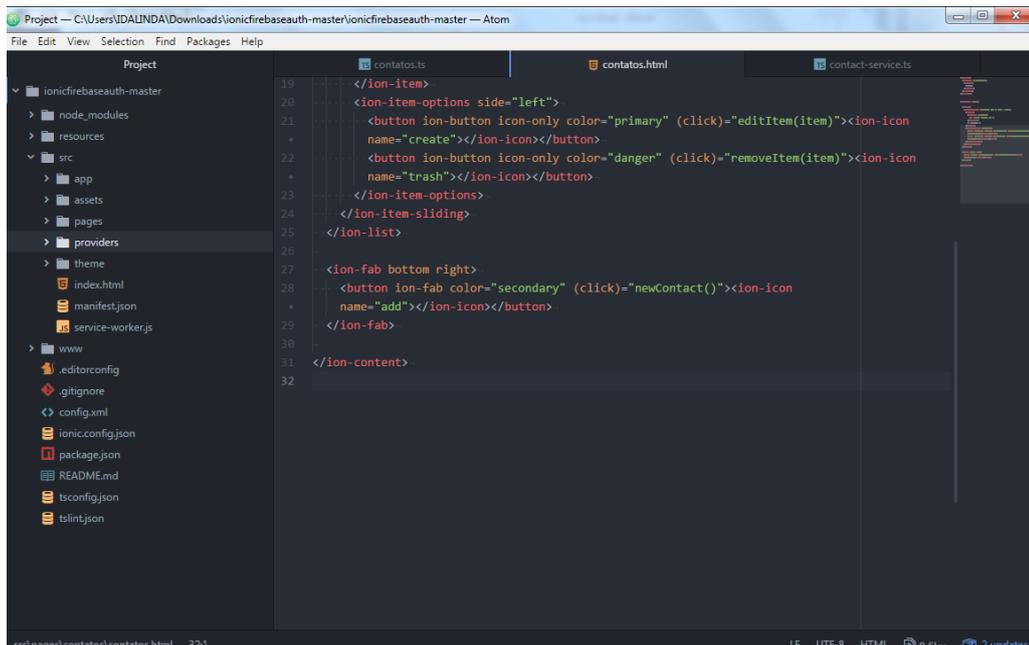 Project — C:\Users\IDALINDA\Downloads\ionicfirebaseauth-master\ionicfirebaseauth-master — Atom
File Edit View Selection Find Packages Help
Project
ionicfirebaseauth-master
node_modules
resources
src
app
assets
pages
providers
theme
index.html
manifest.json
service-worker.js
www
.editorconfig
.gitignore
config.xml
ionic.config.json
package.json
README.md
tsconfig.json
tslint.json
contatos.ts contatos.html contact-service.ts
19 </ion-item>
20 <ion-item-options side="left">
21 <button ion-button icon-only color="primary" (click)="editItem(item)"><ion-icon
• name="create"></ion-icon></button>
22 <button ion-button icon-only color="danger" (click)="removeItem(item)"><ion-icon
• name="trash"></ion-icon></button>
23 </ion-item-options>
24 </ion-item-sliding>
25 </ion-list>
26
27 <ion-fab bottom right>
28 <button ion-fab color="secondary" (click)="newContact()"><ion-icon
• name="add"></ion-icon></button>
29 </ion-fab>
30
31 </ion-content>
32
src\pages\contatos\contatos.html 32:1 LF UTF-8 HTML 2 updates